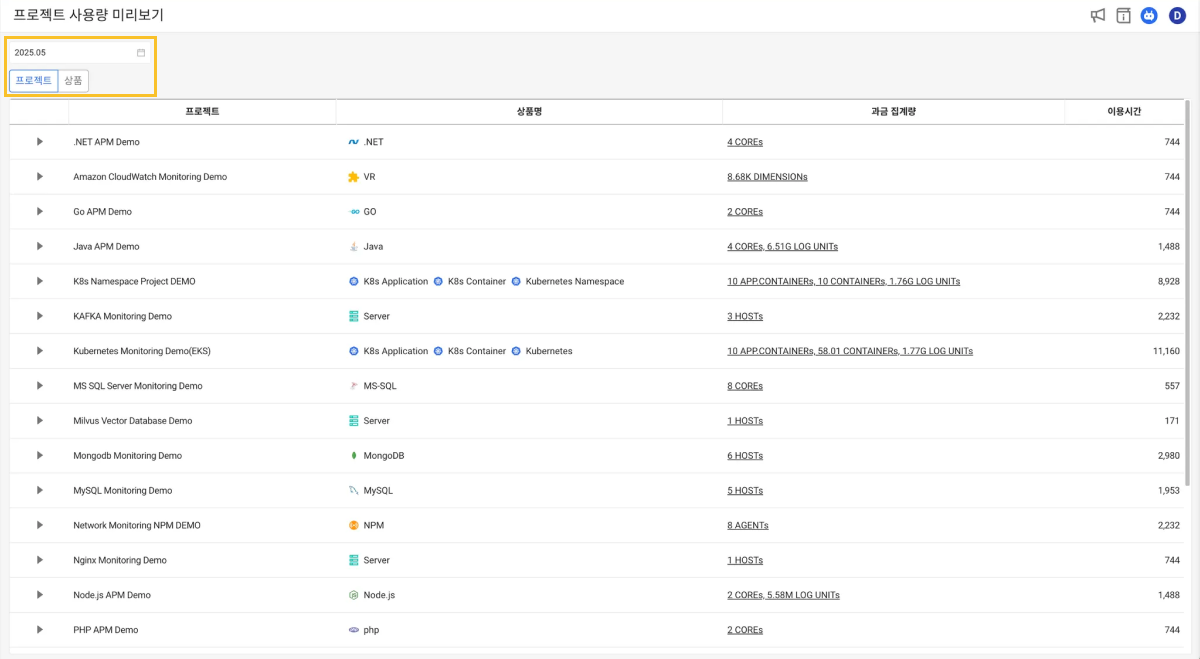 프로젝트 사용량 미리보기
D
2025.05
프로젝트 상품
프로젝트 상품명 과금 집계량 이용시간
.NET APM Demo .NET 4 COREs 744
Amazon CloudWatch Monitoring Demo VR 8.68K DIMENSIONs 744
Go APM Demo GO 2 COREs 744
Java APM Demo Java 4 COREs, 6.51G LOG UNITs 1,488
K8s Namespace Project DEMO K8s Application K8s Container Kubernetes Namespace 10 APP.CONTAINERs, 10 CONTAINERs, 1.76G LOG UNITs 8,928
KAFKA Monitoring Demo Server 3 HOSTs 2,232
Kubernetes Monitoring Demo(EKS) K8s Application K8s Container Kubernetes 10 APP.CONTAINERs, 58.01 CONTAINERs, 1.77G LOG UNITs 11,160
MS SQL Server Monitoring Demo MS-SQL 8 COREs 557
Milvus Vector Database Demo Server 1 HOSTs 171
Mongodb Monitoring Demo MongoDB 6 HOSTs 2,980
MySQL Monitoring Demo MySQL 5 HOSTs 1,953
Network Monitoring NPM DEMO NPM 8 AGENTs 2,232
Nginx Monitoring Demo Server 1 HOSTs 744
Node.js APM Demo Node.js 2 COREs, 5.58M LOG UNITs 1,488
PHP APM Demo php 2 COREs 744